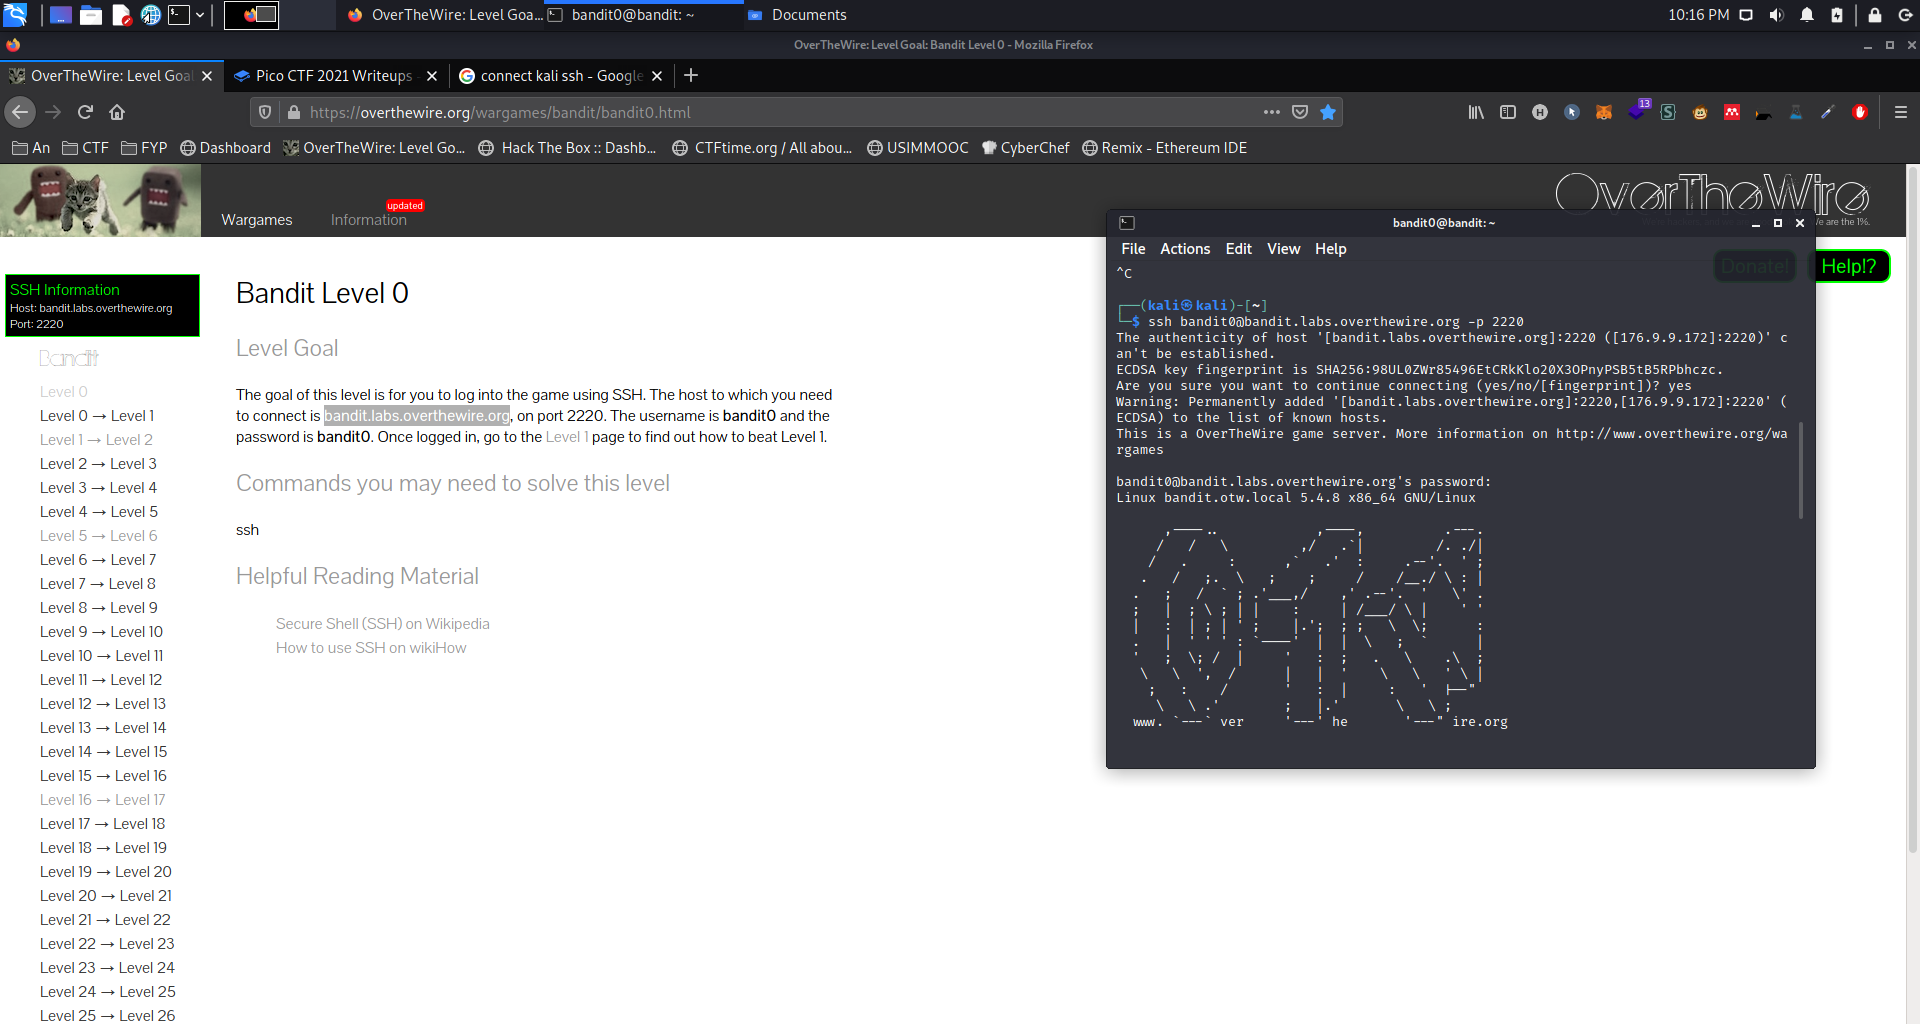 OverTheWire: Level Goa...
bandit0@bandit: ~
Documents
10:16 PM
OverTheWire: Level Goal: Bandit Level 0 - Mozilla Firefox
OverTheWire: Level Goal
Pico CTF 2021 Writeups
connect kali ssh - Google
https://overthewire.org/wargames/bandit/bandit0.html
13
An
CTF
FYP
Dashboard
OverTheWire: Level Go...
Hack The Box :: Dashb...
CTFtime.org / All abou...
USIMMOOC
CyberChef
Remix - Ethereum IDE
Wargames
Information
updated
OverTheWire
We're hackers, and we are good-looking. We are the 1%.
Donate!
Help!?
SSH Information
Host: bandit.labs.overthewire.org
Port: 2220
Bandit
Level 0
Level 0 → Level 1
Level 1 → Level 2
Level 2 → Level 3
Level 3 → Level 4
Level 4 → Level 5
Level 5 → Level 6
Level 6 → Level 7
Level 7 → Level 8
Level 8 → Level 9
Level 9 → Level 10
Level 10 → Level 11
Level 11 → Level 12
Level 12 → Level 13
Level 13 → Level 14
Level 14 → Level 15
Level 15 → Level 16
Level 16 → Level 17
Level 17 → Level 18
Level 18 → Level 19
Level 19 → Level 20
Level 20 → Level 21
Level 21 → Level 22
Level 22 → Level 23
Level 23 → Level 24
Level 24 → Level 25
Level 25 → Level 26
Bandit Level 0
Level Goal
The goal of this level is for you to log into the game using SSH. The host to which you need
to connect is bandit.labs.overthewire.org, on port 2220. The username is bandit0 and the
password is bandit0. Once logged in, go to the Level 1 page to find out how to beat Level 1.
Commands you may need to solve this level
ssh
Helpful Reading Material
Secure Shell (SSH) on Wikipedia
How to use SSH on wikiHow
bandit0@bandit: ~
File Actions Edit View Help
^C
(kali㉿kali)-[~]
$ ssh bandit0@bandit.labs.overthewire.org -p 2220
The authenticity of host '[bandit.labs.overthewire.org]:2220 ([176.9.9.172]:2220)' c
an't be established.
ECDSA key fingerprint is SHA256:98UL0ZWr85496EtCRkKlo20X3OPnyPSB5tB5RPbhczc.
Are you sure you want to continue connecting (yes/no/[fingerprint])? yes
Warning: Permanently added '[bandit.labs.overthewire.org]:2220,[176.9.9.172]:2220' (
ECDSA) to the list of known hosts.
This is a OverTheWire game server. More information on http://www.overthewire.org/wa
rgames
bandit0@bandit.labs.overthewire.org's password:
Linux bandit.otw.local 5.4.8 x86_64 GNU/Linux
www. `---` ver '---' he '---" ire.org